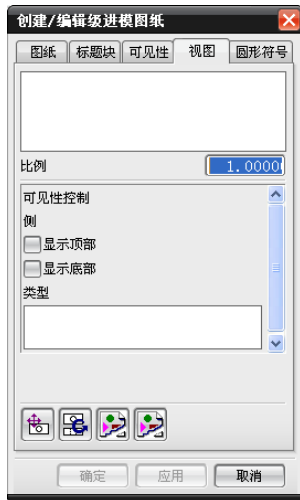 创建/编辑级进模图纸
图纸 标题块 可见性 视图 圆形符号
比例 1.0000
可见性控制
侧
显示顶部
显示底部
类型
确定 应用 取消